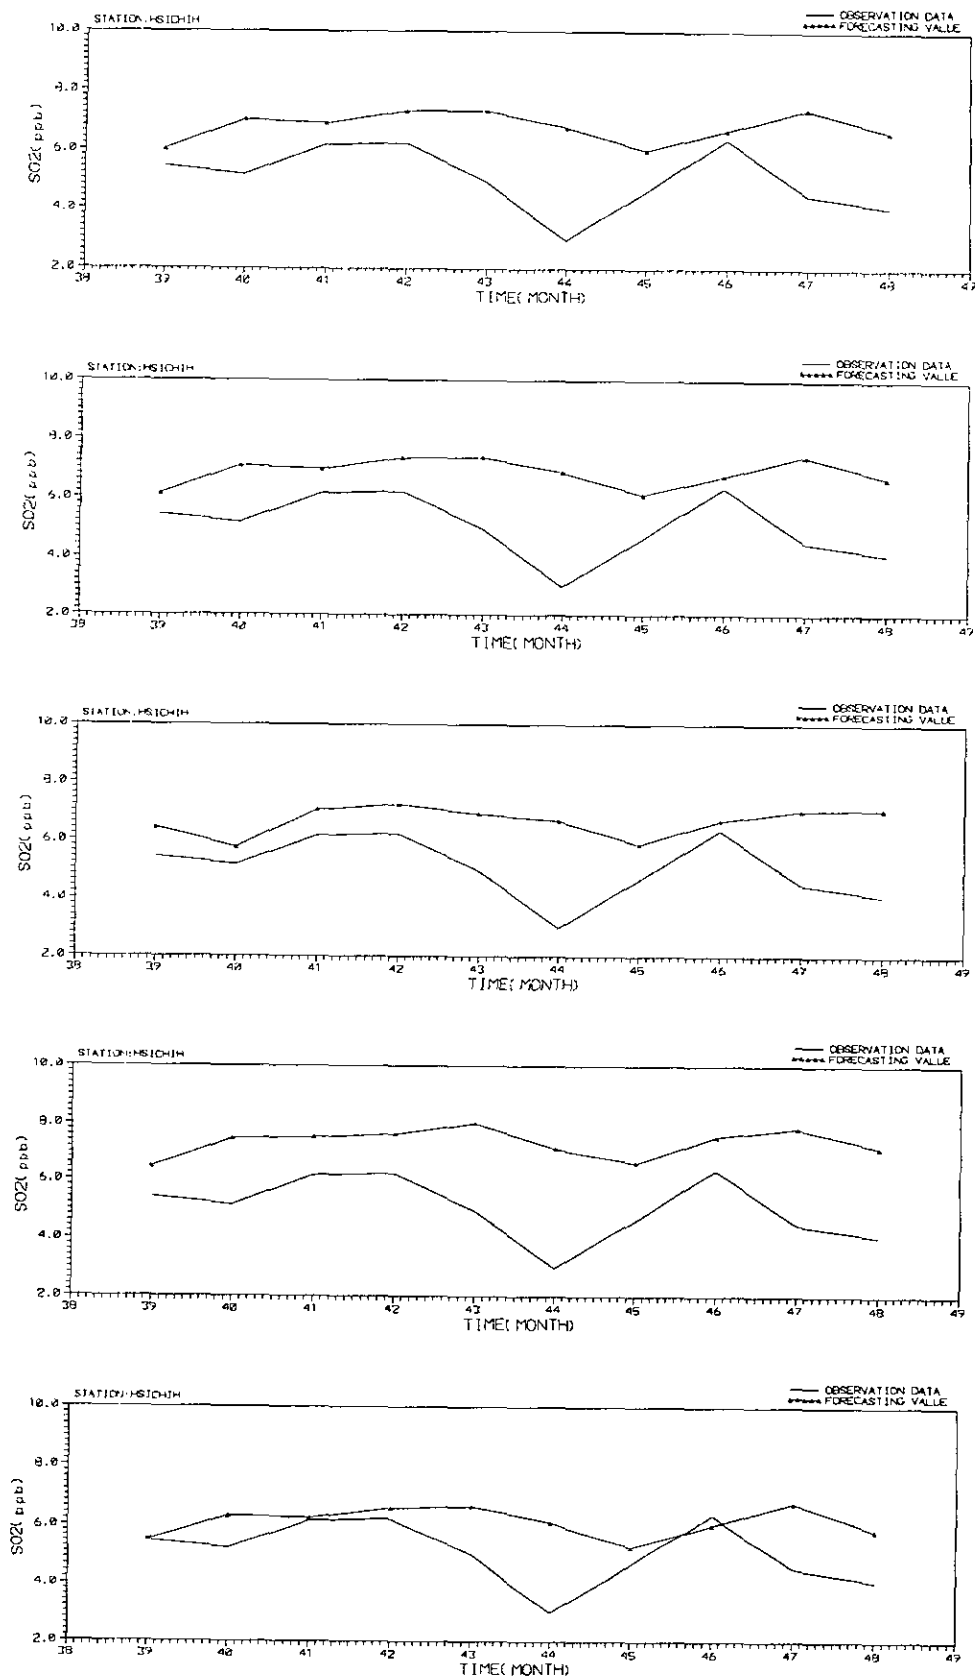 STATION:HSICHIH
OBSERVATION DATA
FORECASTING VALUE
10.0
8.0
6.0
4.0
2.0
SO2(ppb)
38 39 40 41 42 43 44 45 46 47 48 49
TIME(MONTH)
STATION:HSICHIH
OBSERVATION DATA
FORECASTING VALUE
10.0
8.0
6.0
4.0
2.0
SO2(ppb)
38 39 40 41 42 43 44 45 46 47 48 49
TIME(MONTH)
STATION:HSICHIH
OBSERVATION DATA
FORECASTING VALUE
10.0
8.0
6.0
4.0
2.0
SO2(ppb)
38 39 40 41 42 43 44 45 46 47 48 49
TIME(MONTH)
STATION:HSICHIH
OBSERVATION DATA
FORECASTING VALUE
10.0
8.0
6.0
4.0
2.0
SO2(ppb)
38 39 40 41 42 43 44 45 46 47 48 49
TIME(MONTH)
STATION:HSICHIH
OBSERVATION DATA
FORECASTING VALUE
10.0
8.0
6.0
4.0
2.0
SO2(ppb)
38 39 40 41 42 43 44 45 46 47 48 49
TIME(MONTH)